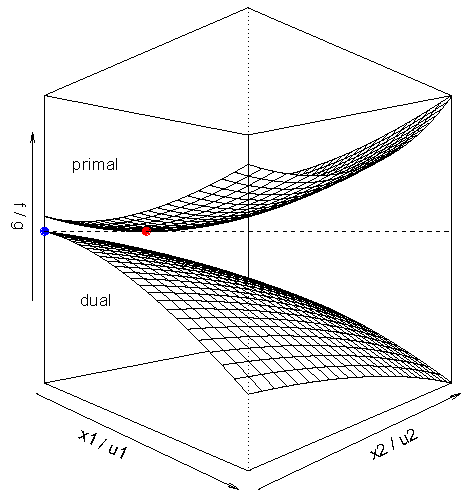 primal
f / g
dual
x1 / u1
x2 / u2